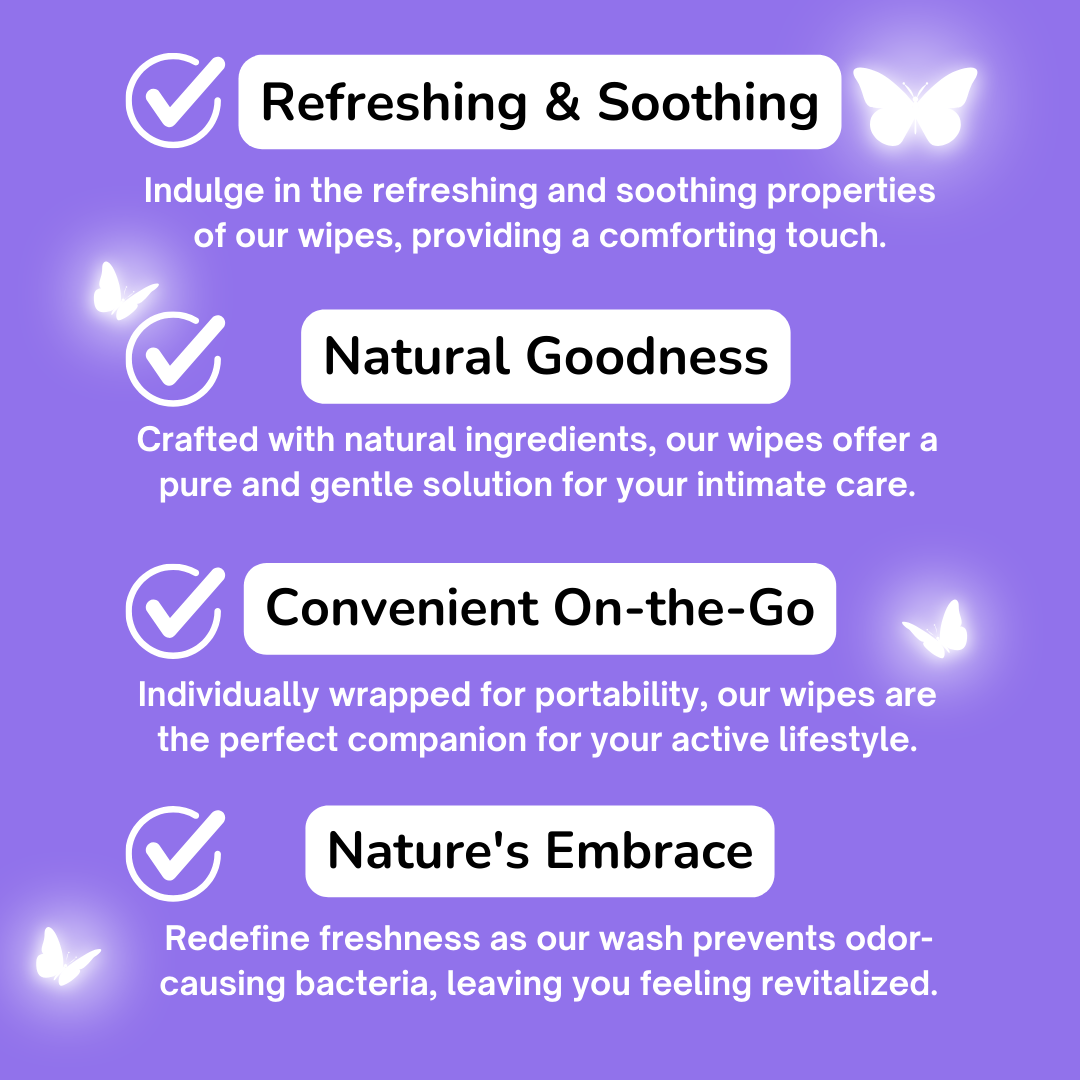 Refreshing & Soothing
Indulge in the refreshing and soothing properties
of our wipes, providing a comforting touch.
Natural Goodness
Crafted with natural ingredients, our wipes offer a
pure and gentle solution for your intimate care.
Convenient On-the-Go
Individually wrapped for portability, our wipes are
the perfect companion for your active lifestyle.
Nature's Embrace
Redefine freshness as our wash prevents odor-
causing bacteria, leaving you feeling revitalized.